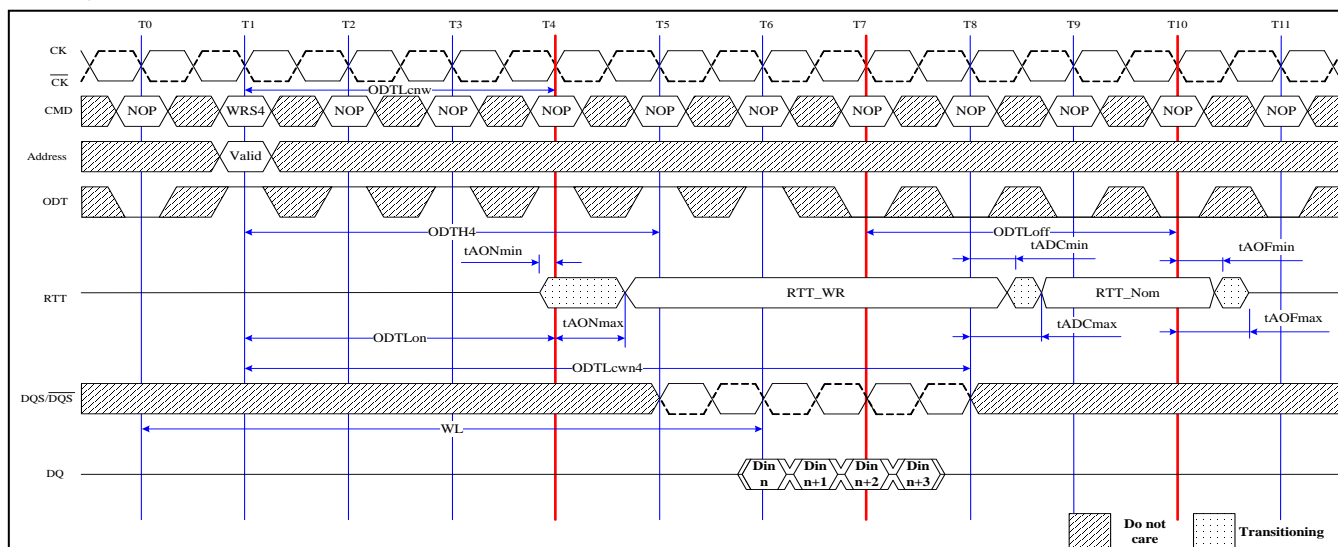 T0 T1 T2 T3 T4 T5 T6 T7 T8 T9 T10 T11
CK
CK
ODTLcnw
CMD NOP WRS4 NOP NOP NOP NOP NOP NOP NOP NOP NOP NOP
Address Valid
ODT
ODTH4 ODTLoff
tAONmin tADCmin tAOFmin
RTT RTT_WR RTT_Nom
tAONmax tADCmax tAOFmax
ODTLon
ODTLcwn4
DQS/DQS
WL
DQ Din n Din n+1 Din n+2 Din n+3
Do not care Transitioning